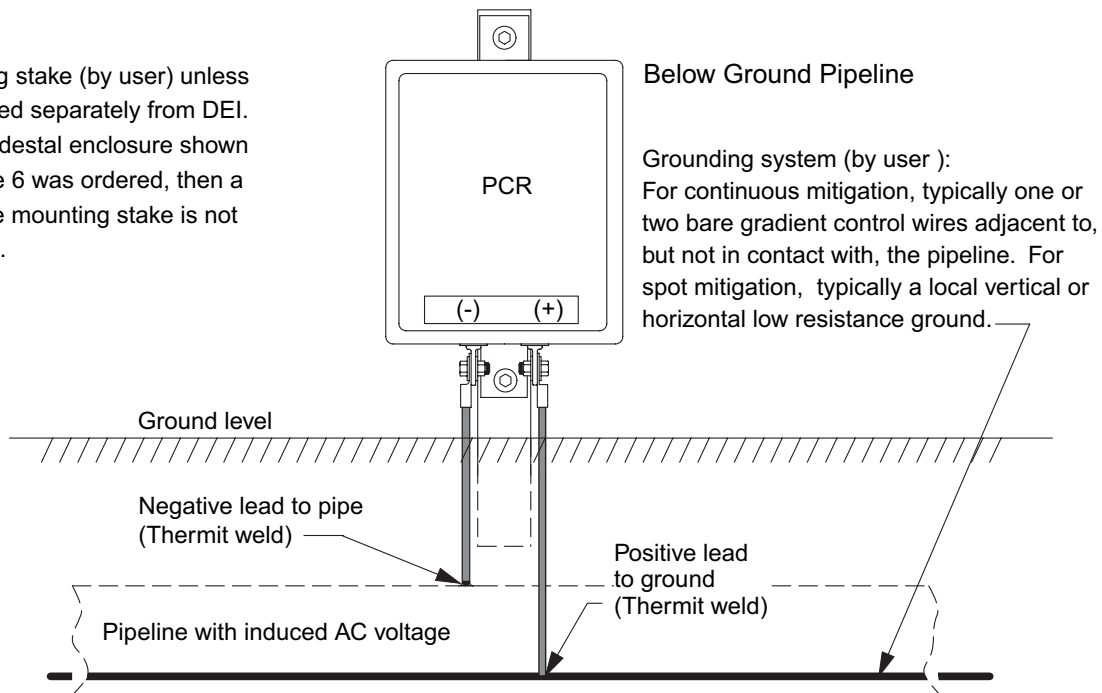 g stake (by user) unless
ed separately from DEI.
destal enclosure shown
e 6 was ordered, then a
e mounting stake is not
.
Below Ground Pipeline
Grounding system (by user ):
For continuous mitigation, typically one or
two bare gradient control wires adjacent to,
but not in contact with, the pipeline. For
spot mitigation, typically a local vertical or
horizontal low resistance ground.
PCR
(-) (+)
Ground level
Negative lead to pipe
(Thermit weld)
Positive lead
to ground
(Thermit weld)
Pipeline with induced AC voltage